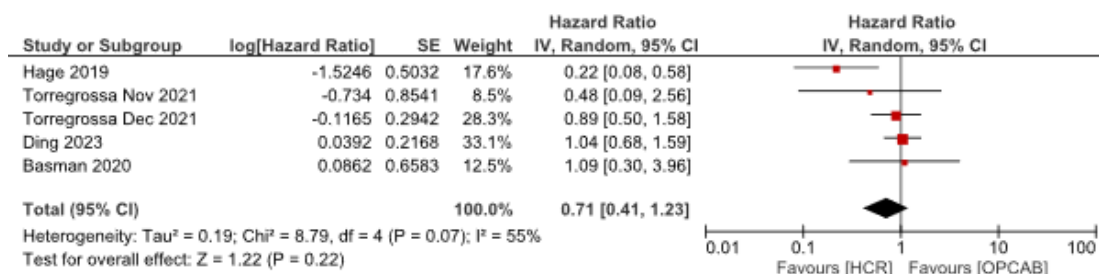 Hazard Ratio Hazard Ratio
Study or Subgroup log[Hazard Ratio] SE Weight IV, Random, 95% CI IV, Random, 95% CI
Hage 2019 -1.5246 0.5032 17.6% 0.22 [0.08, 0.58]
Torregrossa Nov 2021 -0.734 0.8541 8.5% 0.48 [0.09, 2.56]
Torregrossa Dec 2021 -0.1165 0.2942 28.3% 0.89 [0.50, 1.58]
Ding 2023 0.0392 0.2168 33.1% 1.04 [0.68, 1.59]
Basman 2020 0.0862 0.6583 12.5% 1.09 [0.30, 3.96]
Total (95% CI) 100.0% 0.71 [0.41, 1.23]
Heterogeneity: Tau² = 0.19; Chi² = 8.79, df = 4 (P = 0.07); I² = 55%
Test for overall effect: Z = 1.22 (P = 0.22)
0.01 0.1 1 10 100
Favours [HCR] Favours [OPCAB]